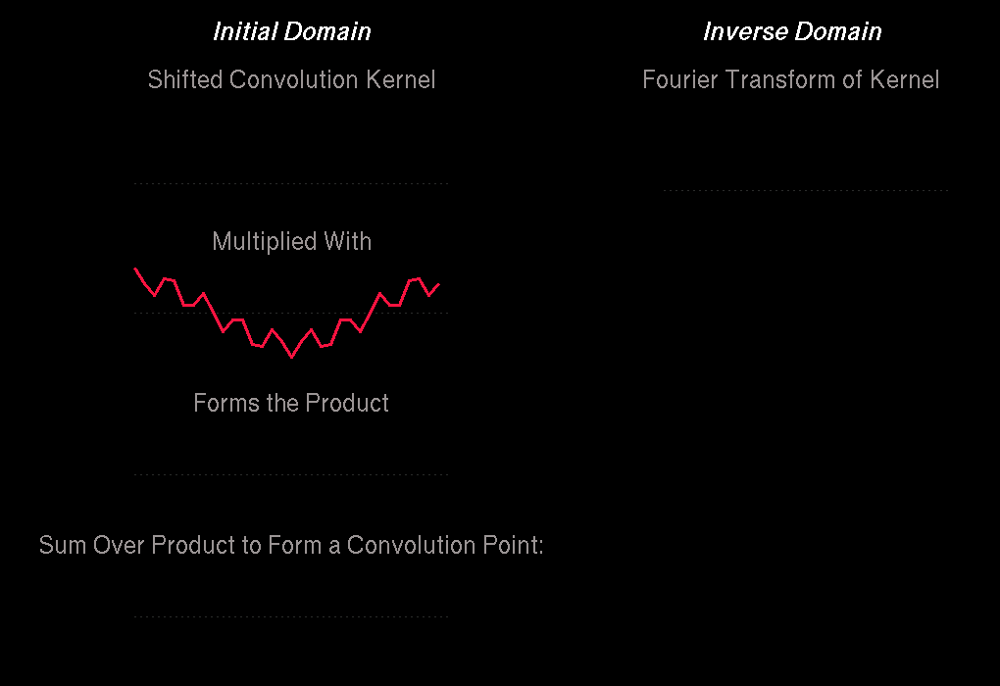 Initial Domain
Inverse Domain
Shifted Convolution Kernel
Fourier Transform of Kernel
Multiplied With
Forms the Product
Sum Over Product to Form a Convolution Point: